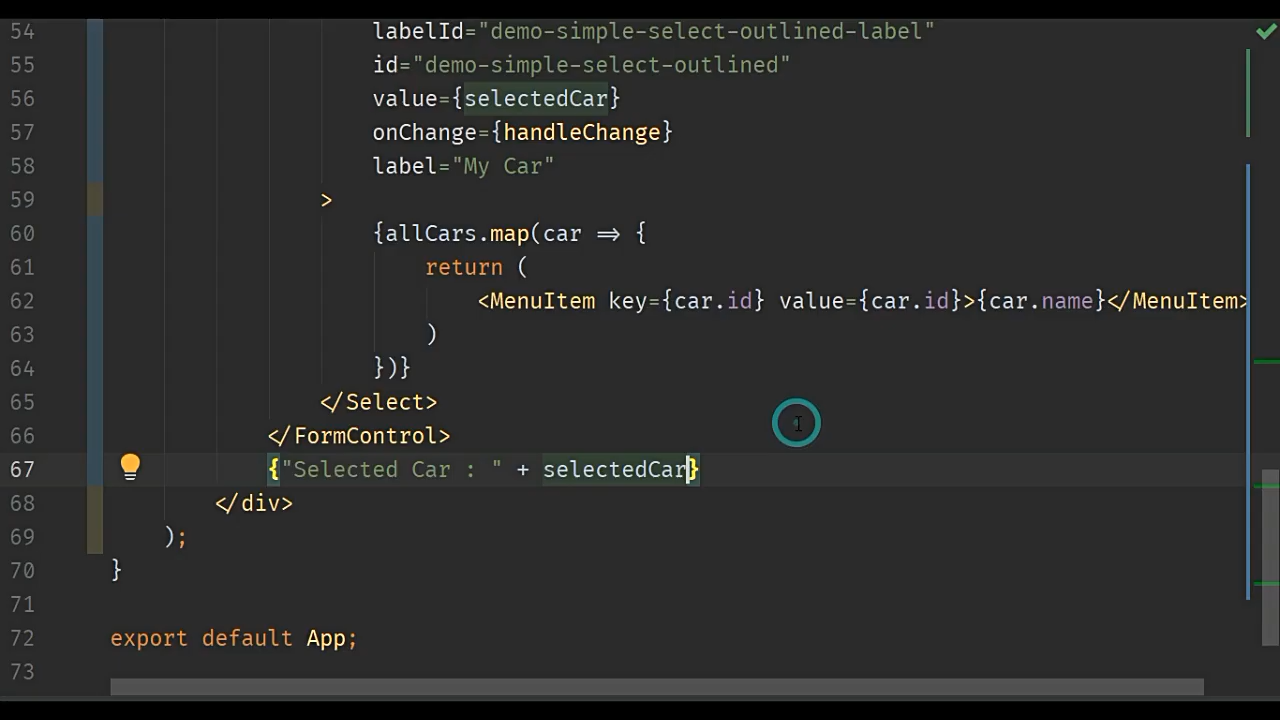 54 labelId="demo-simple-select-outlined-label"
55 id="demo-simple-select-outlined"
56 value={selectedCar}
57 onChange={handleChange}
58 label="My Car"
59 >
60 {allCars.map(car => {
61 return (
62 <MenuItem key={car.id} value={car.id}>{car.name}</MenuItem>
63 )
64 })}
65 </Select>
66 </FormControl>
67 {"Selected Car : " + selectedCar}
68 </div>
69 );
70 }
71
72 export default App;
73